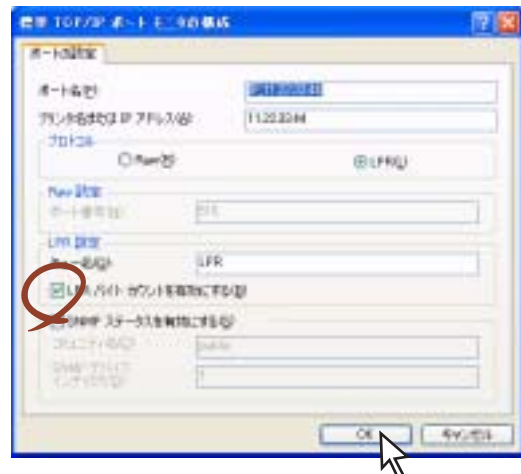 標準 TCP/IP ポート モニタの構成
ポートの設定
ポート名(P):
プリンタ名または IP アドレス(A):
11.22.33.44
プロトコル
Raw(R)
LPR(L)
Raw 設定
ポート番号(N):
LPR 設定
キュー名(Q):
LPR
LPR バイト カウントを有効にする(B)
SNMP ステータスを有効にする(S)
コミュニティ名(C):
public
SNMP デバイス
インデックス(D):
1
OK
キャンセル